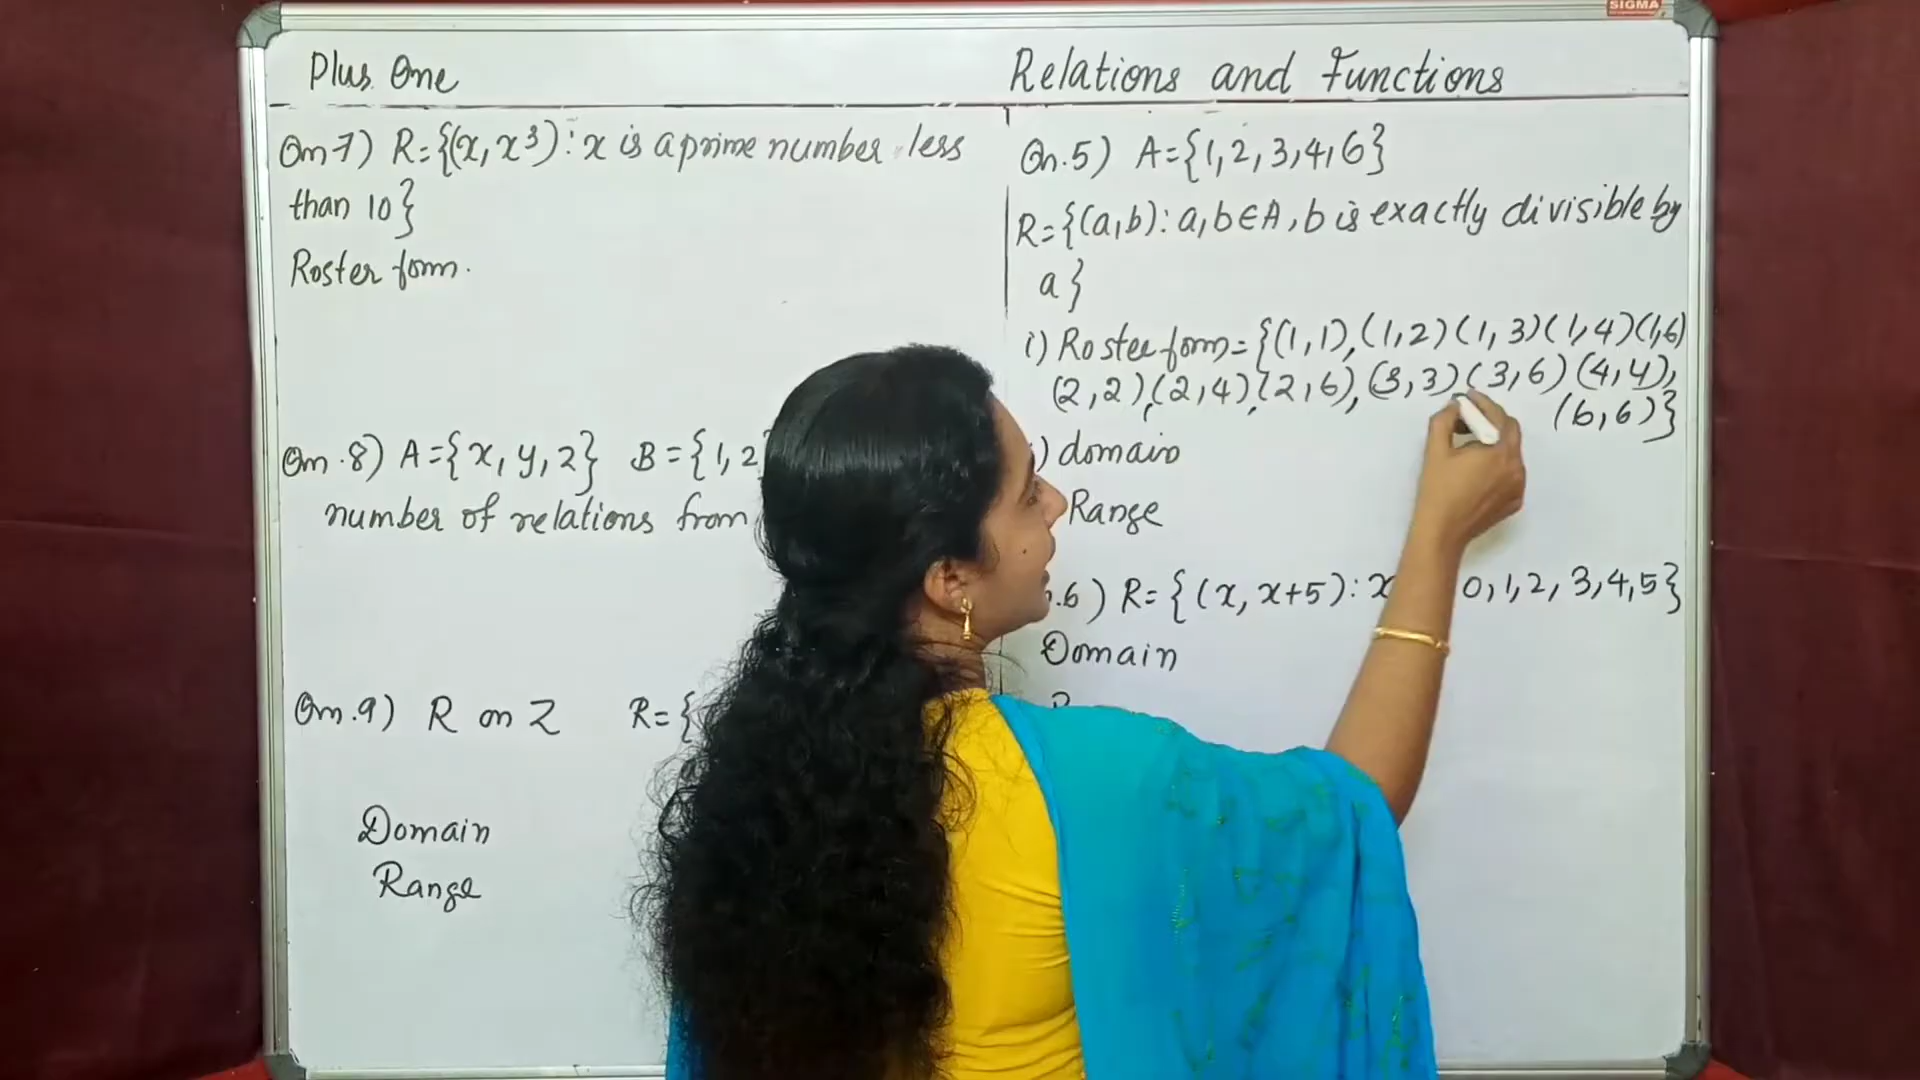 SIGMA
Plus One
Relations and Functions
Qn 7) R={(x, x³) : x is a prime number less
than 10}
Roster form.
Qn.8) A={x, y, z} B={1, 2
number of relations from
Qn.9) R on Z R={
Domain
Range
Qn.5) A={1, 2, 3, 4, 6}
R={(a,b): a,b∈A, b is exactly divisible by
a}
i) Roster form={(1,1),(1,2)(1,3)(1,4)(1,6)
(2,2),(2,4),(2,6),(3,3)(3,6)(4,4),
(6,6)}
) domain
Range
.6) R={(x, x+5): x 0,1,2,3,4,5}
Domain